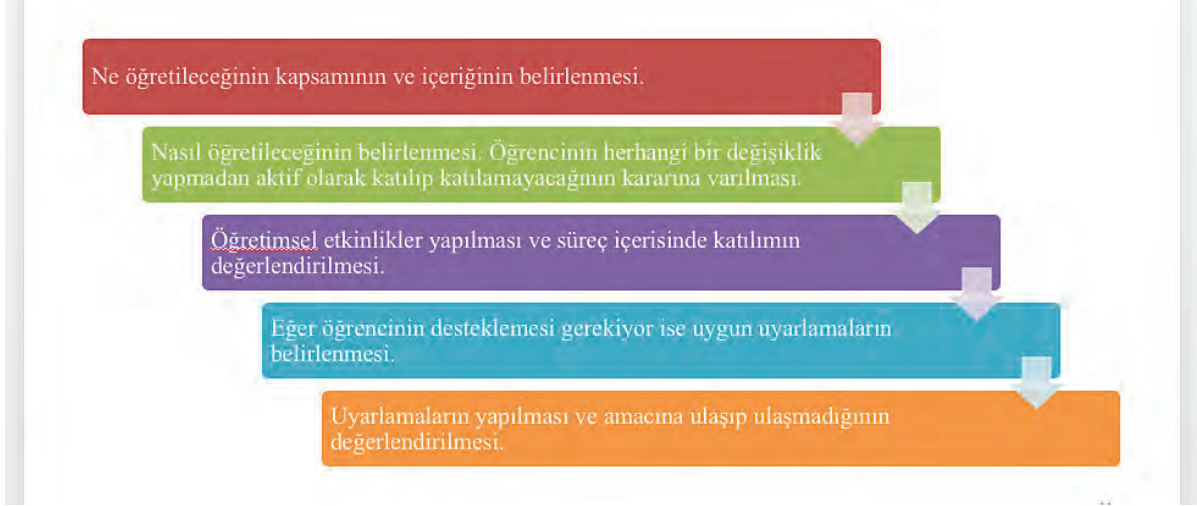 Ne öğretileceğinin kapsamının ve içeriğinin belirlenmesi.
Nasıl öğretileceğinin belirlenmesi. Öğrencinin herhangi bir değişiklik
yapmadan aktif olarak katılıp katılamayacağının kararına varılması.
Öğretimsel etkinlikler yapılması ve süreç içerisinde katılımın
değerlendirilmesi.
Eğer öğrencinin desteklemesi gerekiyor ise uygun uyarlamaların
belirlenmesi.
Uyarlamaların yapılması ve amacına ulaşıp ulaşmadığının
değerlendirilmesi.